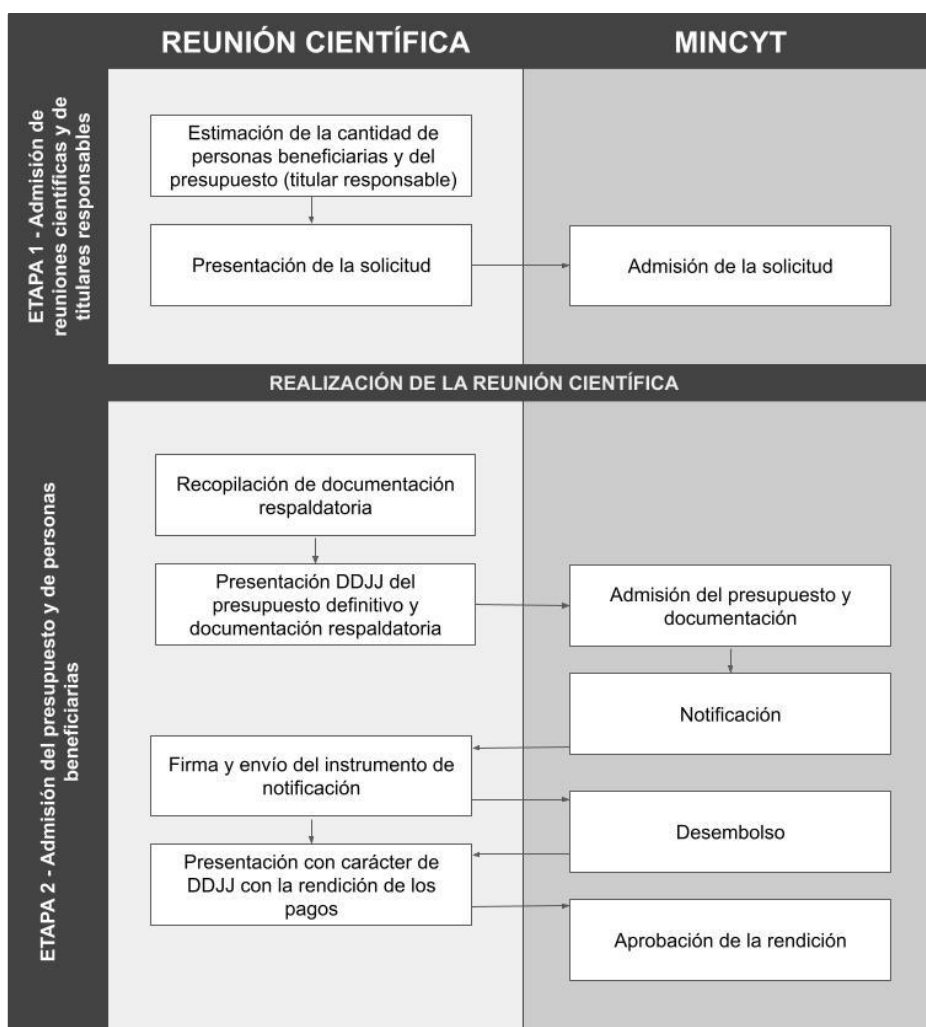 REUNIÓN CIENTÍFICA
MINCYT
ETAPA 1 - Admisión de
reuniones científicas y de
titulares responsables
Estimación de la cantidad de
personas beneficiarias y del
presupuesto (titular responsable)
Presentación de la solicitud
Admisión de la solicitud
REALIZACIÓN DE LA REUNIÓN CIENTÍFICA
ETAPA 2 - Admisión del presupuesto y de personas
beneficiarias
Recopilación de documentación
respaldatoria
Presentación DDJJ del
presupuesto definitivo y
documentación respaldatoria
Admisión del presupuesto y
documentación
Notificación
Firma y envío del instrumento de
notificación
Desembolso
Presentación con carácter de
DDJJ con la rendición de los
pagos
Aprobación de la rendición